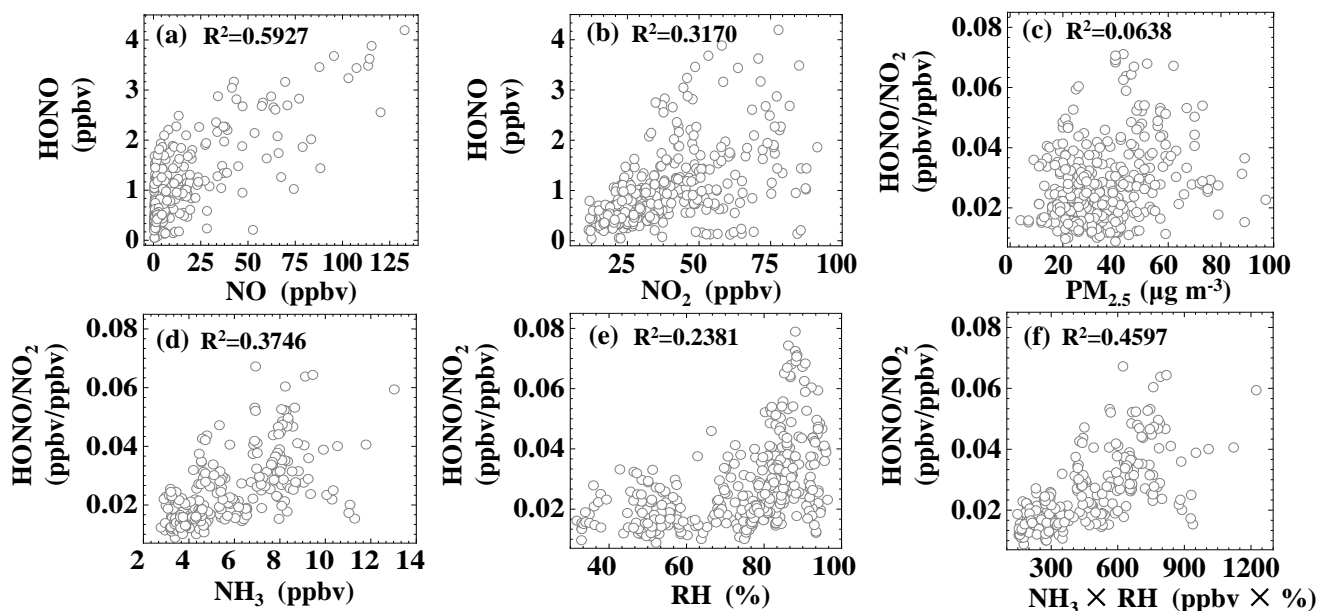 (a) R²=0.5927
HONO
(ppbv)
4
3
2
1
0
0 25 50 75 100 125
NO (ppbv)
(b) R²=0.3170
HONO
(ppbv)
4
3
2
1
0
25 50 75 100
NO₂ (ppbv)
(c) R²=0.0638
HONO/NO₂
(ppbv/ppbv)
0.08
0.06
0.04
0.02
0 20 40 60 80 100
PM₂.₅ (μg m⁻³)
(d) R²=0.3746
HONO/NO₂
(ppbv/ppbv)
0.08
0.06
0.04
0.02
2 4 6 8 10 12 14
NH₃ (ppbv)
(e) R²=0.2381
HONO/NO₂
(ppbv/ppbv)
0.08
0.06
0.04
0.02
40 60 80 100
RH (%)
(f) R²=0.4597
HONO/NO₂
(ppbv/ppbv)
0.08
0.06
0.04
0.02
300 600 900 1200
NH₃ × RH (ppbv × %)